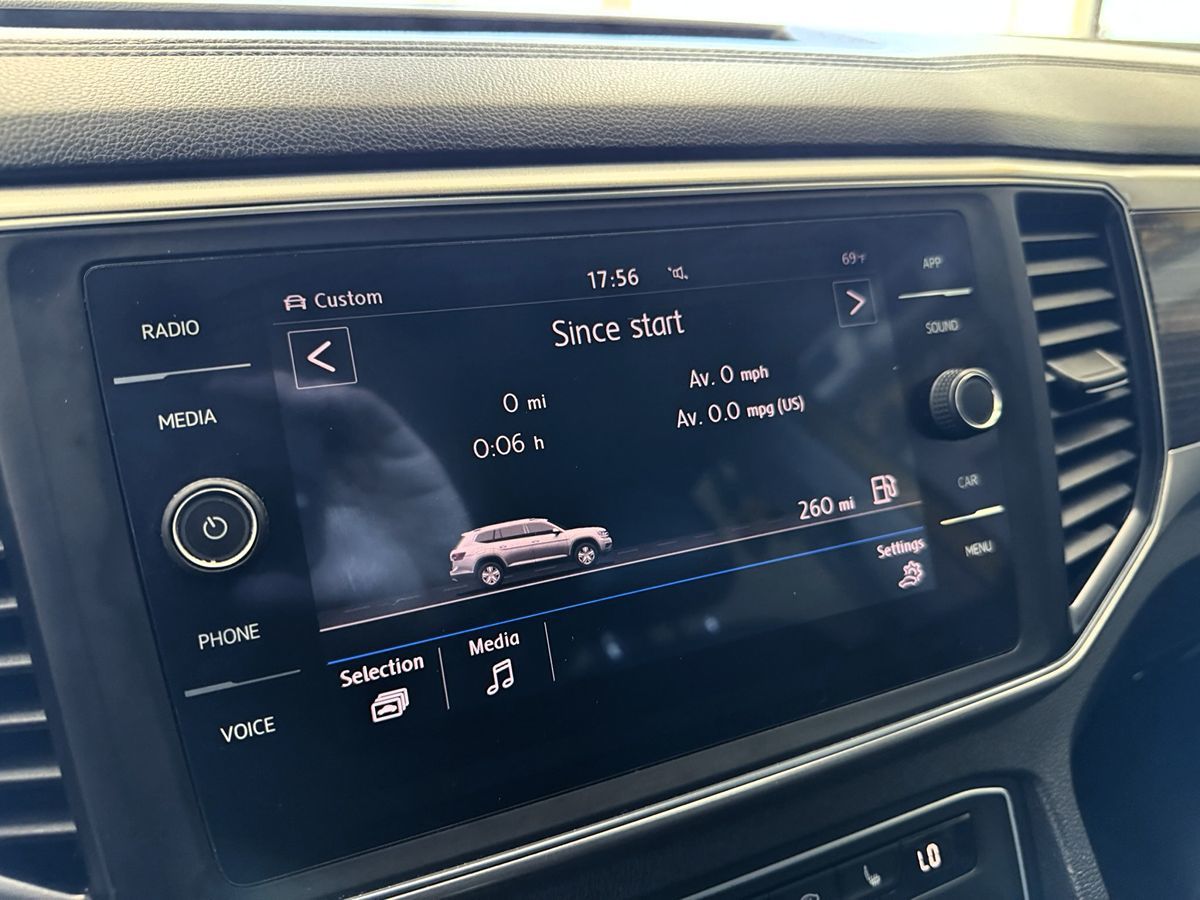 RADIO
MEDIA
PHONE
VOICE
Custom
17:56
69°F
Since start
0 mi
0:06 h
Av. 0 mph
Av. 0.0 mpg (US)
260 mi
Selection
Media
Settings
APP
SOUND
CAR
MENU
LO